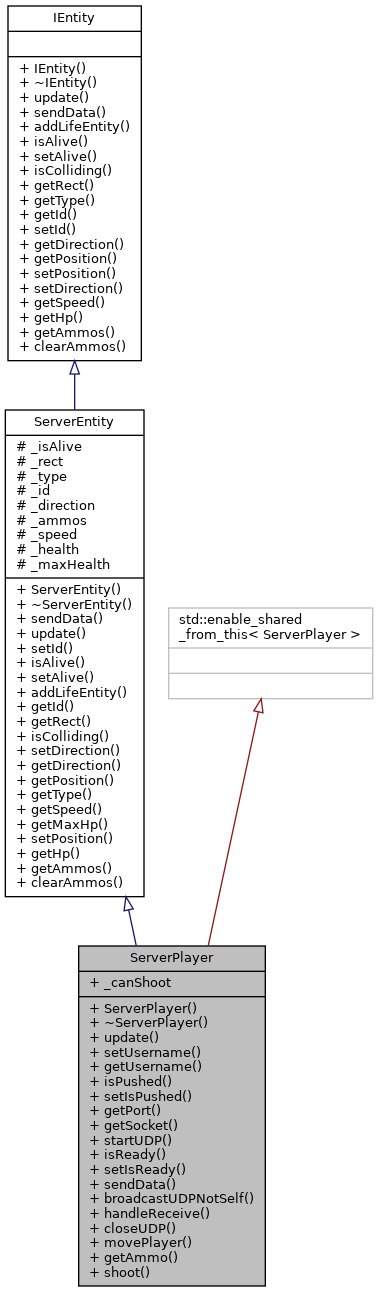 IEntity
+ IEntity()
+ ~IEntity()
+ update()
+ sendData()
+ addLifeEntity()
+ isAlive()
+ setAlive()
+ isColliding()
+ getRect()
+ getType()
+ getId()
+ setId()
+ getDirection()
+ getPosition()
+ setPosition()
+ setDirection()
+ getSpeed()
+ getHp()
+ getAmmos()
+ clearAmmos()
ServerEntity
# _isAlive
# _rect
# _type
# _id
# _direction
# _ammos
# _speed
# _health
# _maxHealth
+ ServerEntity()
+ ~ServerEntity()
+ sendData()
+ update()
+ setId()
+ isAlive()
+ setAlive()
+ addLifeEntity()
+ getId()
+ getRect()
+ isColliding()
+ setDirection()
+ getDirection()
+ getPosition()
+ getType()
+ getSpeed()
+ getMaxHp()
+ setPosition()
+ getHp()
+ getAmmos()
+ clearAmmos()
std::enable_shared
_from_this< ServerPlayer >
ServerPlayer
+ _canShoot
+ ServerPlayer()
+ ~ServerPlayer()
+ update()
+ setUsername()
+ getUsername()
+ isPushed()
+ setIsPushed()
+ getPort()
+ getSocket()
+ startUDP()
+ isReady()
+ setIsReady()
+ sendData()
+ broadcastUDPNotSelf()
+ handleReceive()
+ closeUDP()
+ movePlayer()
+ getAmmo()
+ shoot()